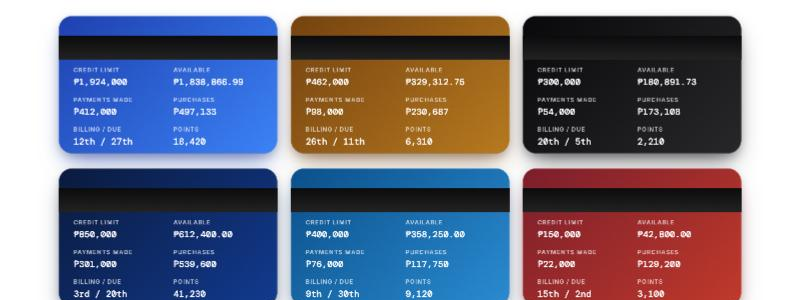 CREDIT LIMIT AVAILABLE
₱1,924,000 ₱1,838,866.99
PAYMENTS MADE PURCHASES
₱412,000 ₱497,133
BILLING / DUE POINTS
12th / 27th 18,420
CREDIT LIMIT AVAILABLE
₱462,000 ₱329,312.75
PAYMENTS MADE PURCHASES
₱98,000 ₱230,687
BILLING / DUE POINTS
26th / 11th 6,310
CREDIT LIMIT AVAILABLE
₱300,000 ₱180,891.73
PAYMENTS MADE PURCHASES
₱54,000 ₱173,108
BILLING / DUE POINTS
20th / 5th 2,210
CREDIT LIMIT AVAILABLE
₱850,000 ₱612,400.00
PAYMENTS MADE PURCHASES
₱301,000 ₱539,600
BILLING / DUE POINTS
3rd / 20th 41,230
CREDIT LIMIT AVAILABLE
₱400,000 ₱358,250.00
PAYMENTS MADE PURCHASES
₱76,000 ₱117,750
BILLING / DUE POINTS
9th / 30th 9,120
CREDIT LIMIT AVAILABLE
₱150,000 ₱42,800.00
PAYMENTS MADE PURCHASES
₱22,000 ₱129,200
BILLING / DUE POINTS
15th / 2nd 3,100